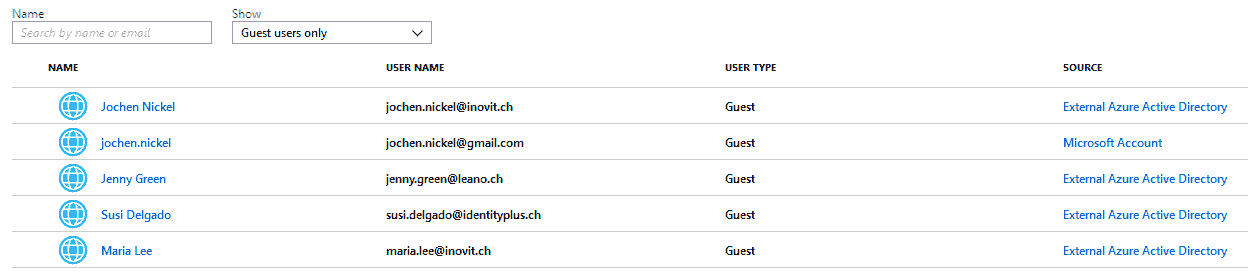 Name Show
Search by name or email Guest users only
NAME USER NAME USER TYPE SOURCE
Jochen Nickel jochen.nickel@inovit.ch Guest External Azure Active Directory
jochen.nickel jochen.nickel@gmail.com Guest Microsoft Account
Jenny Green jenny.green@leano.ch Guest External Azure Active Directory
Susi Delgado susi.delgado@identityplus.ch Guest External Azure Active Directory
Maria Lee maria.lee@inovit.ch Guest External Azure Active Directory